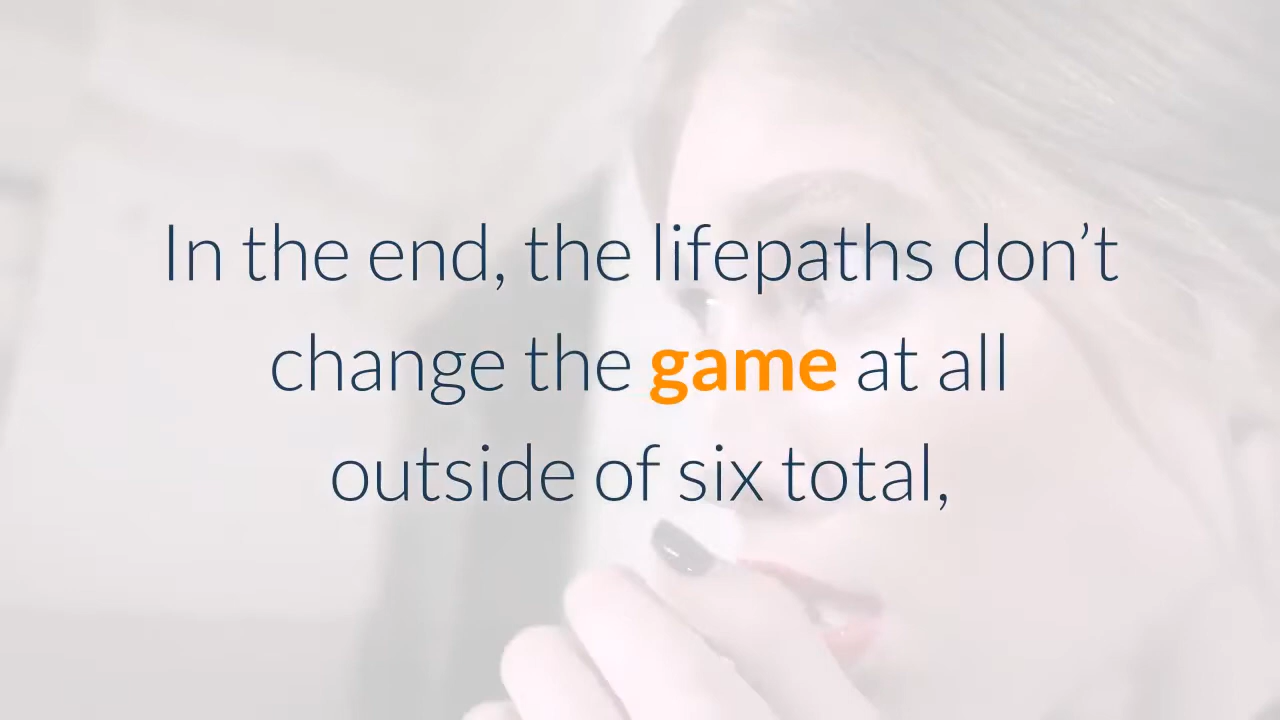 In the end, the lifepaths don’t
change the game at all
outside of six total,